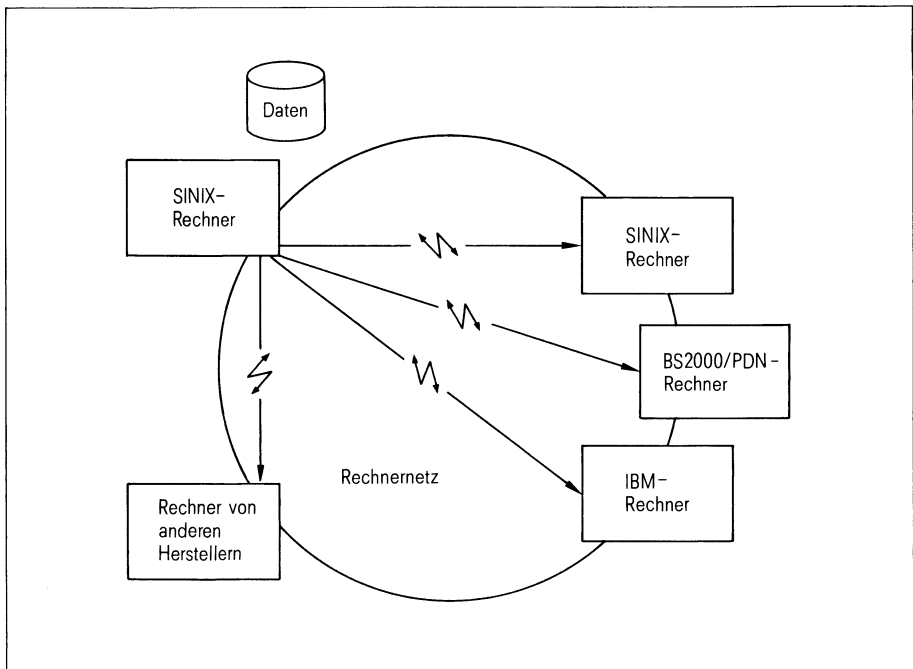 Daten
SINIX-
Rechner
SINIX-
Rechner
BS2000/PDN-
Rechner
Rechnernetz
IBM-
Rechner
Rechner von
anderen
Herstellern